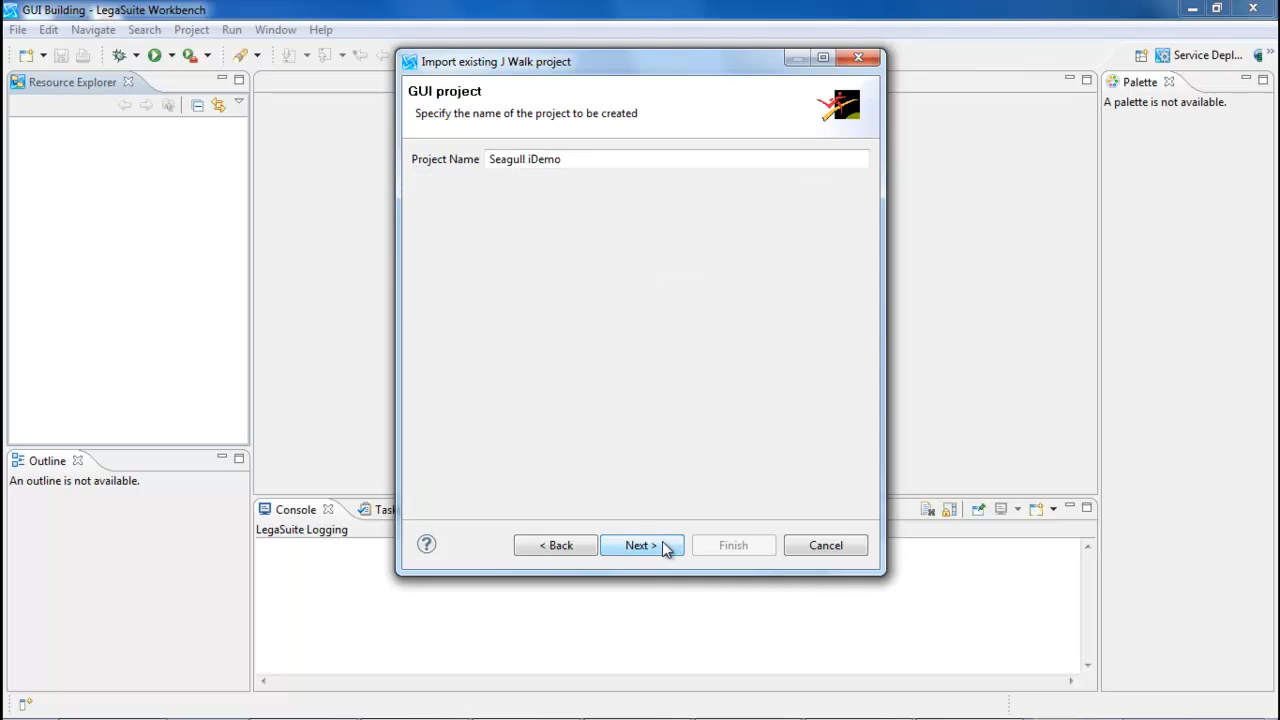 GUI Building - LegaSuite Workbench
File Edit Navigate Search Project Run Window Help
Service Depl...
Resource Explorer
Palette
A palette is not available.
Import existing J Walk project
GUI project
Specify the name of the project to be created
Project Name Seagull iDemo
Outline
An outline is not available.
Console
Task
LegaSuite Logging
< Back Next > Finish Cancel